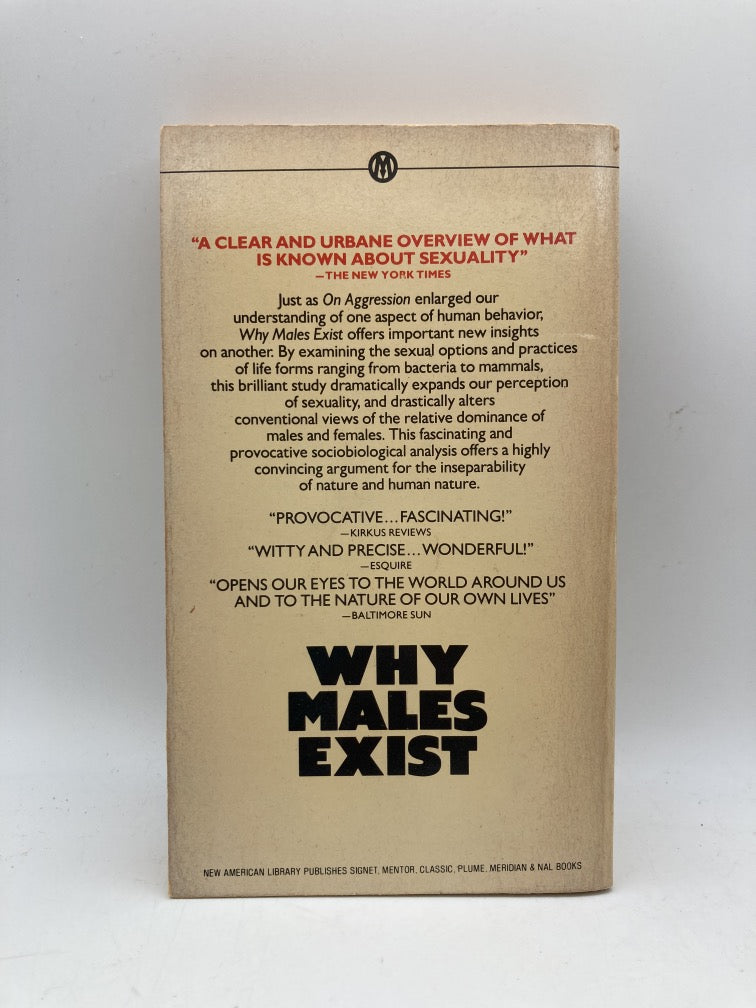 M
“A CLEAR AND URBANE OVERVIEW OF WHAT
IS KNOWN ABOUT SEXUALITY”
—THE NEW YORK TIMES
Just as On Aggression enlarged our
understanding of one aspect of human behavior,
Why Males Exist offers important new insights
on another. By examining the sexual options and practices
of life forms ranging from bacteria to mammals,
this brilliant study dramatically expands our perception
of sexuality, and drastically alters
conventional views of the relative dominance of
males and females. This fascinating and
provocative sociobiological analysis offers a highly
convincing argument for the inseparability
of nature and human nature.
“PROVOCATIVE...FASCINATING!”
—KIRKUS REVIEWS
“WITTY AND PRECISE...WONDERFUL!”
—ESQUIRE
“OPENS OUR EYES TO THE WORLD AROUND US
AND TO THE NATURE OF OUR OWN LIVES”
—BALTIMORE SUN
WHY
MALES
EXIST
NEW AMERICAN LIBRARY PUBLISHES SIGNET, MENTOR, CLASSIC, PLUME, MERIDIAN & NAL BOOKS